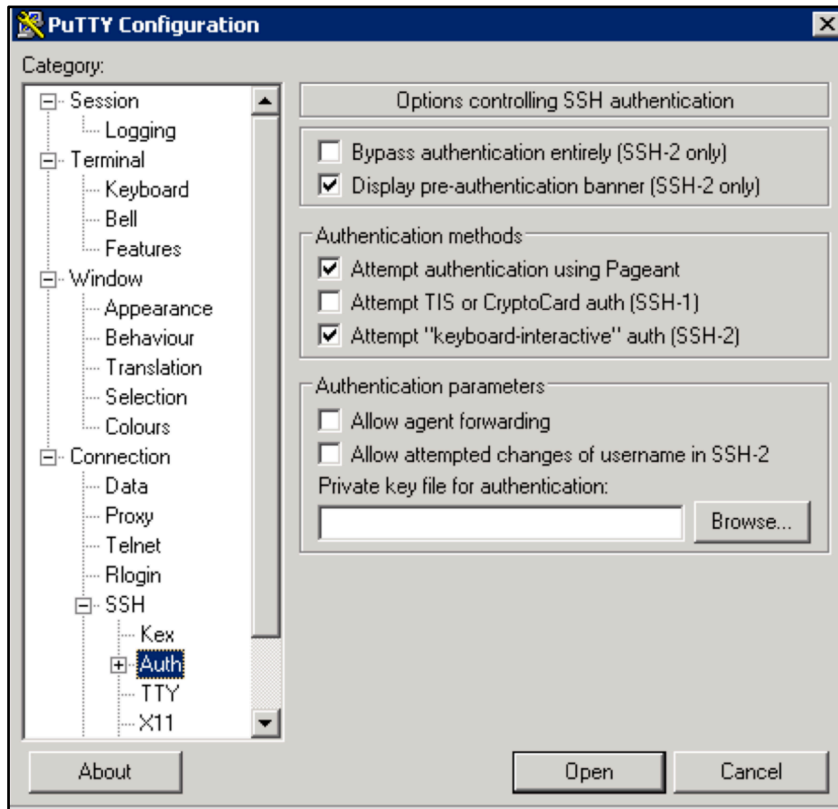 PuTTY Configuration
Category:
Session
Logging
Terminal
Keyboard
Bell
Features
Window
Appearance
Behaviour
Translation
Selection
Colours
Connection
Data
Proxy
Telnet
Rlogin
SSH
Kex
Auth
TTY
X11
Options controlling SSH authentication
Bypass authentication entirely (SSH-2 only)
Display pre-authentication banner (SSH-2 only)
Authentication methods
Attempt authentication using Pageant
Attempt TIS or CryptoCard auth (SSH-1)
Attempt "keyboard-interactive" auth (SSH-2)
Authentication parameters
Allow agent forwarding
Allow attempted changes of username in SSH-2
Private key file for authentication:
Browse...
About
Open
Cancel